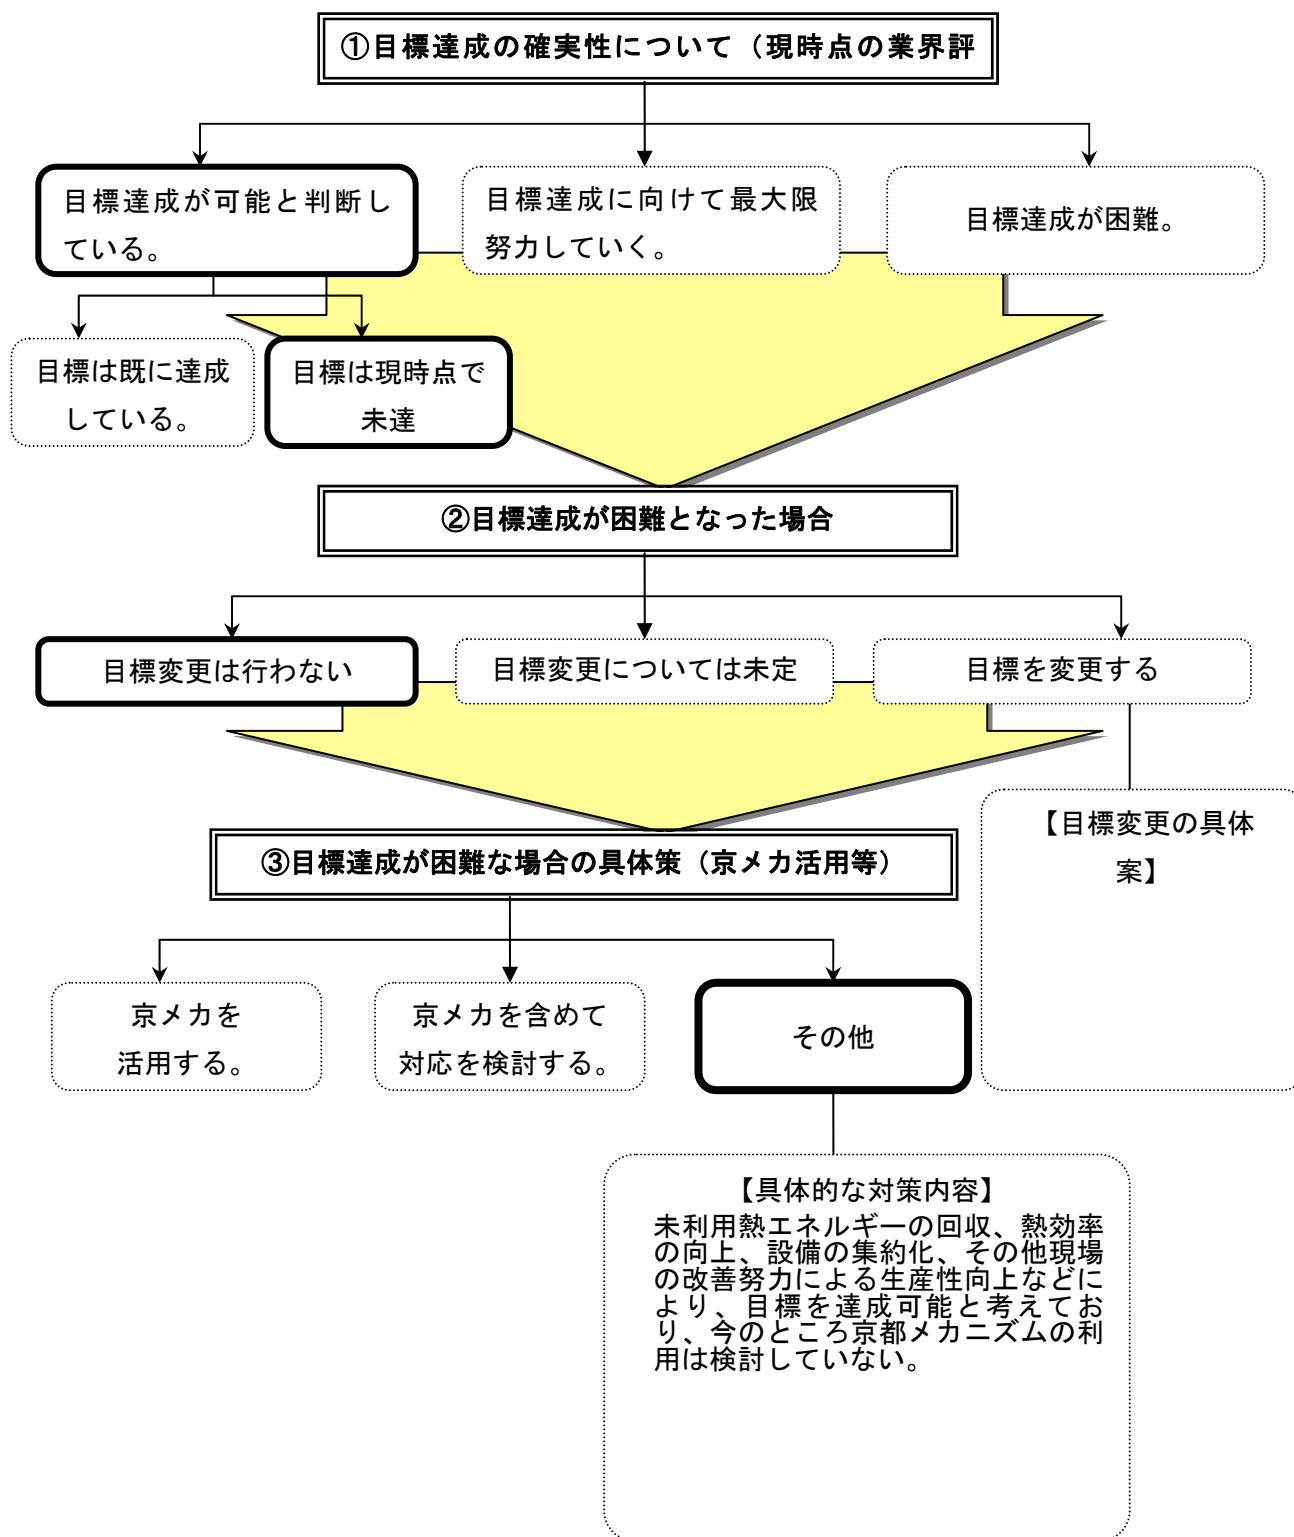 ①目標達成の確実性について（現時点の業界評
目標達成が可能と判断し
ている。
目標達成に向けて最大限
努力していく。
目標達成が困難。
目標は既に達成
している。
目標は現時点で
未達
②目標達成が困難となった場合
目標変更は行わない
目標変更については未定
目標を変更する
【目標変更の具体
案】
③目標達成が困難な場合の具体策（京メカ活用等）
京メカを
活用する。
京メカを含めて
対応を検討する。
その他
【具体的な対策内容】
未利用熱エネルギーの回収、熱効率
の向上、設備の集約化、その他現場
の改善努力による生産性向上などに
より、目標を達成可能と考えてお
り、今のところ京都メカニズムの利
用は検討していない。